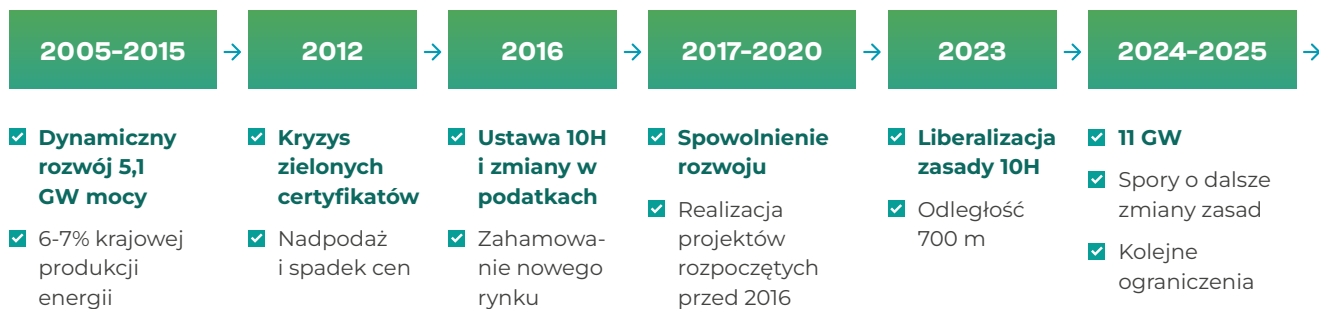 2005-2015
Dynamiczny
rozwój 5,1
GW mocy
6-7% krajowej
produkcji
energii
2012
Kryzys
zielonych
certyfikatów
Nadpodaż
i spadek cen
2016
Ustawa 10H
i zmiany w
podatkach
Zahamowa-
nie nowego
rynku
2017-2020
Spowolnienie
rozwoju
Realizacja
projektów
rozpoczętych
przed 2016
2023
Liberalizacja
zasady 10H
Odległość
700 m
2024-2025
11 GW
Spory o dalsze
zmiany zasad
Kolejne
ograniczenia